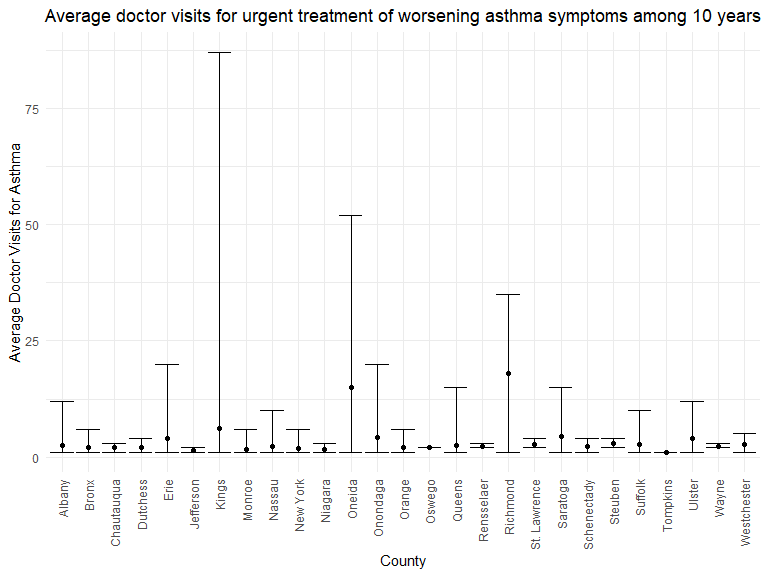 Average doctor visits for urgent treatment of worsening asthma symptoms among 10 years
Average Doctor Visits for Asthma
75
50
25
0
Albany
Bronx
Chautauqua
Dutchess
Erie
Jefferson
Kings
Monroe
Nassau
New York
Niagara
Oneida
Onondaga
Orange
Oswego
Queens
Rensselaer
Richmond
St. Lawrence
Saratoga
Schenectady
Steuben
Suffolk
Tompkins
Ulster
Wayne
Westchester
County